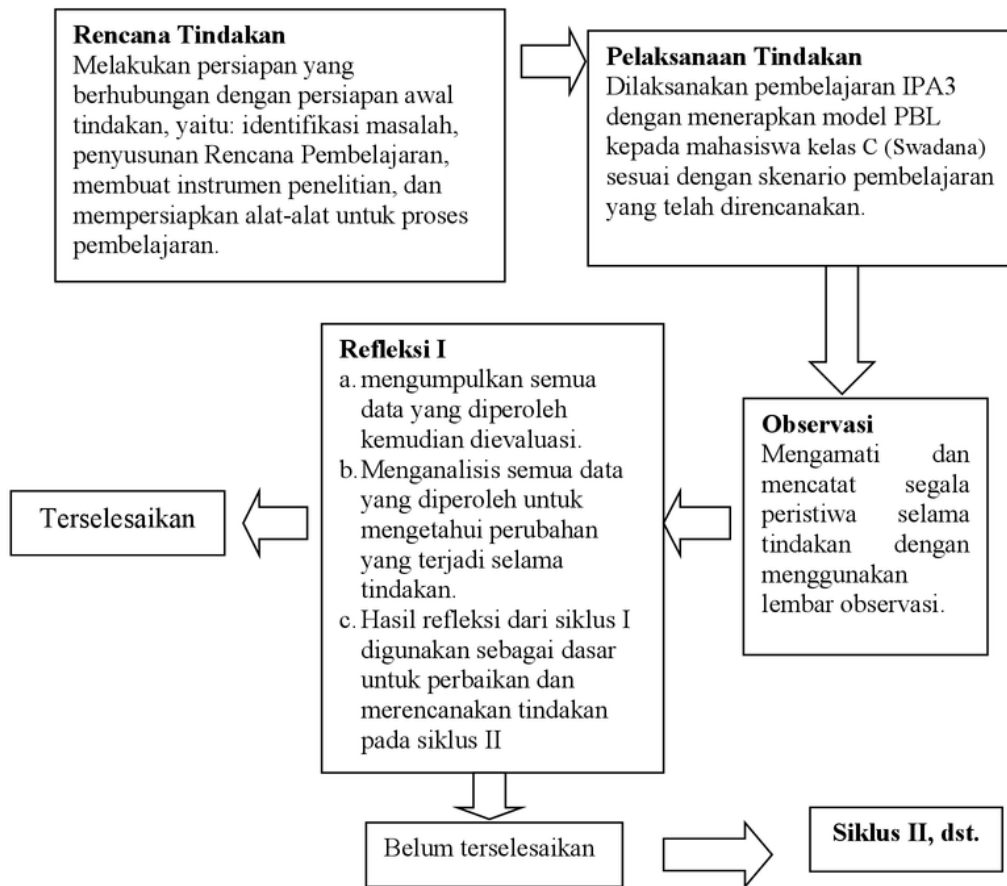 Rencana Tindakan
Melakukan persiapan yang
berhubungan dengan persiapan awal
tindakan, yaitu: identifikasi masalah,
penyusunan Rencana Pembelajaran,
membuat instrumen penelitian, dan
mempersiapkan alat-alat untuk proses
pembelajaran.
Pelaksanaan Tindakan
Dilaksanakan pembelajaran IPA3
dengan menerapkan model PBL
kepada mahasiswa kelas C (Swadana)
sesuai dengan skenario pembelajaran
yang telah direncanakan.
Observasi
Mengamati dan
mencatat segala
peristiwa selama
tindakan dengan
menggunakan
lembar observasi.
Refleksi I
a. mengumpulkan semua
data yang diperoleh
kemudian dievaluasi.
b. Menganalisis semua data
yang diperoleh untuk
mengetahui perubahan
yang terjadi selama
tindakan.
c. Hasil refleksi dari siklus I
digunakan sebagai dasar
untuk perbaikan dan
merencanakan tindakan
pada siklus II
Terselesaikan
Belum terselesaikan
Siklus II, dst.